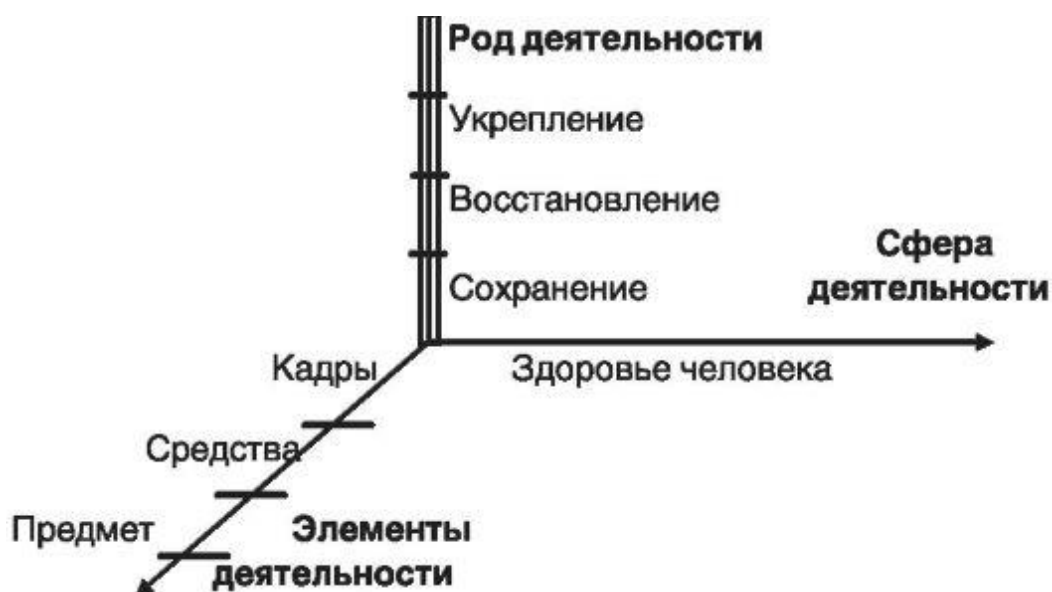 Род деятельности
Укрепление
Восстановление
Сфера
деятельности
Сохранение
Кадры
Здоровье человека
Средства
Предмет
Элементы
деятельности